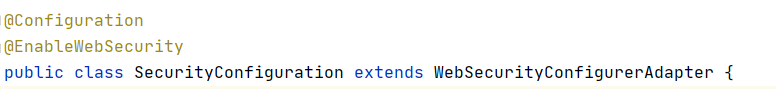 @Configuration
@EnableWebSecurity
public class SecurityConfiguration extends WebSecurityConfigurerAdapter {